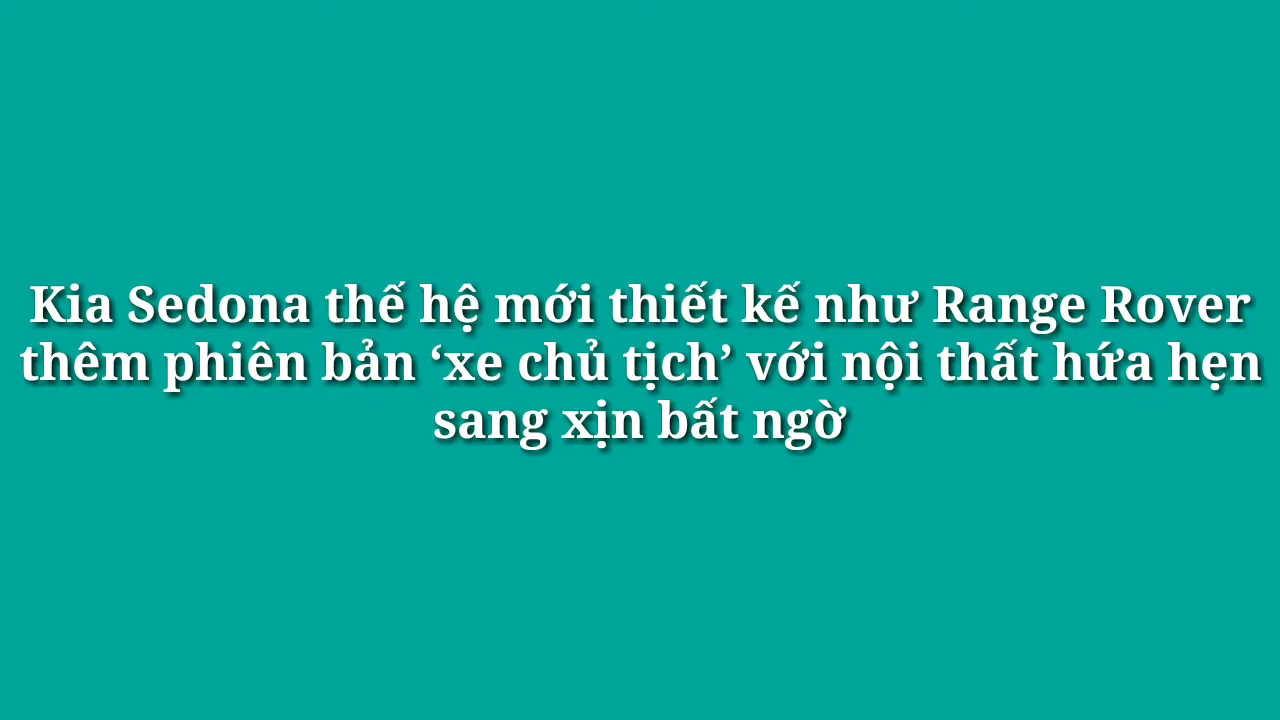 Kia Sedona thế hệ mới thiết kế như Range Rover
thêm phiên bản ‘xe chủ tịch’ với nội thất hứa hẹn
sang xịn bất ngờ